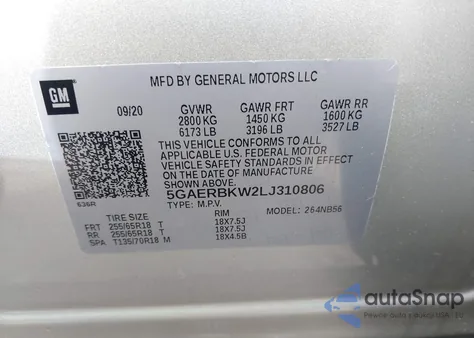 GM
MFD BY GENERAL MOTORS LLC
09/20 GVWR GAWR FRT GAWR RR
2800 KG 1450 KG 1600 KG
6173 LB 3196 LB 3527 LB
THIS VEHICLE CONFORMS TO ALL
APPLICABLE U.S. FEDERAL MOTOR
VEHICLE SAFETY STANDARDS IN EFFECT
ON THE DATE OF MANUFACTURE
SHOWN ABOVE.
5GAERBKW2LJ310806
636R TYPE: M.P.V. MODEL: 264NB56
TIRE SIZE RIM
FRT 255/65R18 T 18X7.5J
RR 255/65R18 T 18X7.5J
SPA T135/70R18 M 18X4.5B
autoSnap